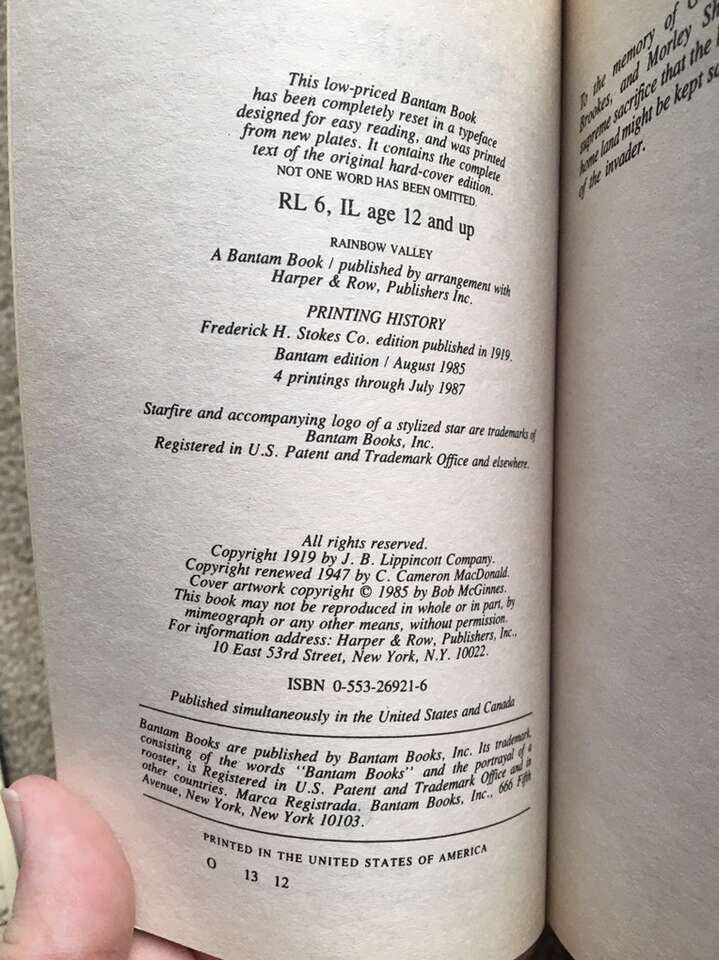 This low-priced Bantam Book
has been completely reset in a typeface
designed for easy reading, and was printed
from new plates. It contains the complete
text of the original hard-cover edition.
NOT ONE WORD HAS BEEN OMITTED.
RL 6, IL age 12 and up
RAINBOW VALLEY
A Bantam Book / published by arrangement with
Harper & Row, Publishers Inc.
PRINTING HISTORY
Frederick H. Stokes Co. edition published in 1919.
Bantam edition / August 1985
4 printings through July 1987
Starfire and accompanying logo of a stylized star are trademarks of
Bantam Books, Inc.
Registered in U.S. Patent and Trademark Office and elsewhere.
All rights reserved.
Copyright 1919 by J. B. Lippincott Company.
Copyright renewed 1947 by C. Cameron MacDonald.
Cover artwork copyright © 1985 by Bob McGinnes.
This book may not be reproduced in whole or in part, by
mimeograph or any other means, without permission.
For information address: Harper & Row, Publishers, Inc.,
10 East 53rd Street, New York, N.Y. 10022.
ISBN 0-553-26921-6
Published simultaneously in the United States and Canada
Bantam Books are published by Bantam Books, Inc. Its trademark,
consisting of the words "Bantam Books" and the portrayal of a
rooster, is Registered in U.S. Patent and Trademark Office and in
other countries. Marca Registrada. Bantam Books, Inc., 666 Fifth
Avenue, New York, New York 10103.
PRINTED IN THE UNITED STATES OF AMERICA
O 13 12
To the memory of
Brookes, and Morley
supreme sacrifice that the
home land might be kept
of the invader.